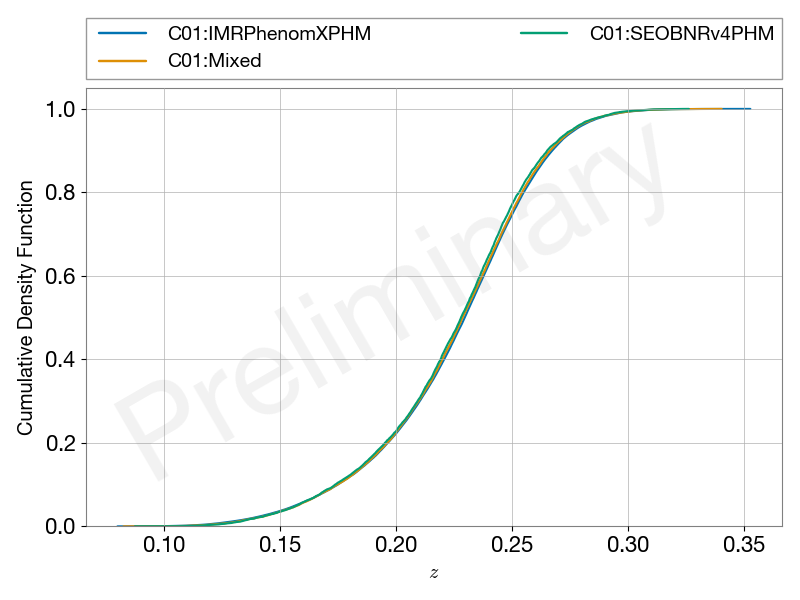 C01:IMRPhenomXPHM
C01:Mixed
C01:SEOBNRv4PHM
Preliminary
Cumulative Density Function
1.0
0.8
0.6
0.4
0.2
0.0
0.10 0.15 0.20 0.25 0.30 0.35
z